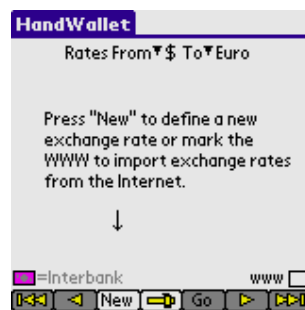 HandWallet
Rates From▼$ To▼Euro
Press "New" to define a new
exchange rate or mark the
WWW to import exchange rates
from the Internet.
↓
=Interbank www
New Go